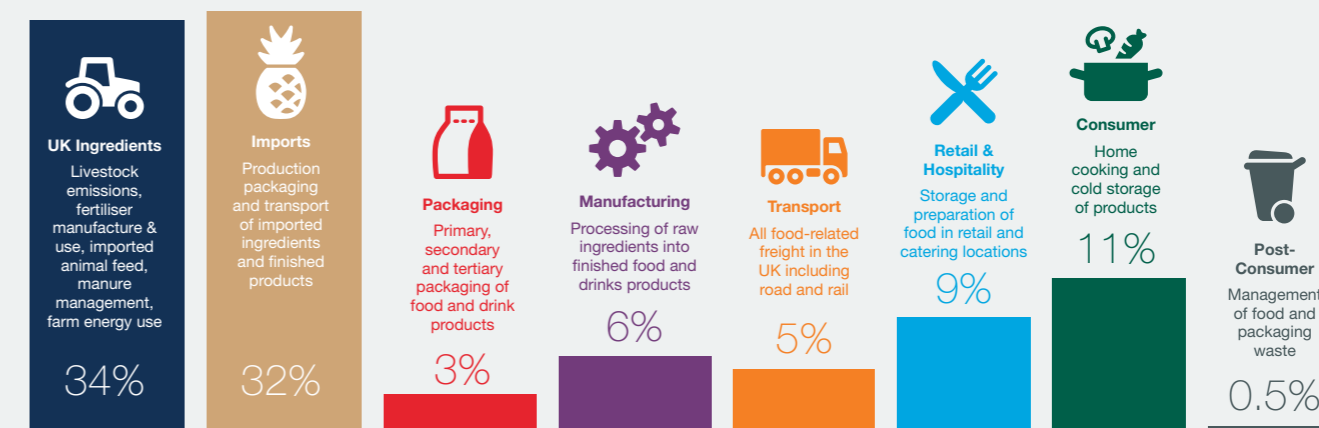 UK Ingredients
Livestock
emissions,
fertiliser
manufacture &
use, imported
animal feed,
manure
management,
farm energy use
34%
Imports
Production
packaging
and transport
of imported
ingredients
and finished
products
32%
Packaging
Primary,
secondary
and tertiary
packaging of
food and drink
products
3%
Manufacturing
Processing of raw
ingredients into
finished food and
drinks products
6%
Transport
All food-related
freight in the
UK including
road and rail
5%
Retail &
Hospitality
Storage and
preparation of
food in retail and
catering locations
9%
Consumer
Home
cooking and
cold storage
of products
11%
Post-
Consumer
Management
of food and
packaging
waste
0.5%